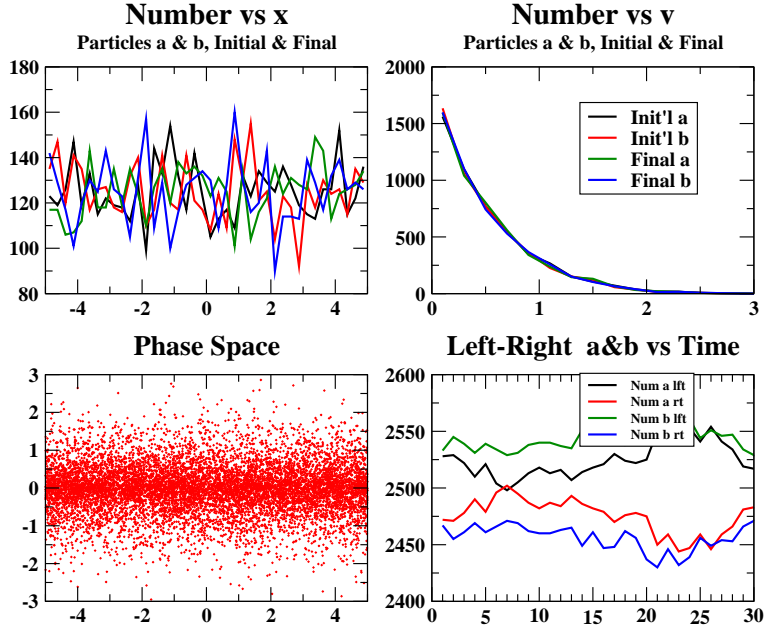 Number vs x
Particles a & b, Initial & Final
180
160
140
120
100
80
-4 -2 0 2 4
Number vs v
Particles a & b, Initial & Final
2000
1500
1000
500
0
0 1 2 3
Init'l a
Init'l b
Final a
Final b
Phase Space
3
2
1
0
-1
-2
-3
-4 -2 0 2 4
Left-Right a&b vs Time
2600
2550
2500
2450
2400
0 5 10 15 20 25 30
Num a lft
Num a rt
Num b lft
Num b rt